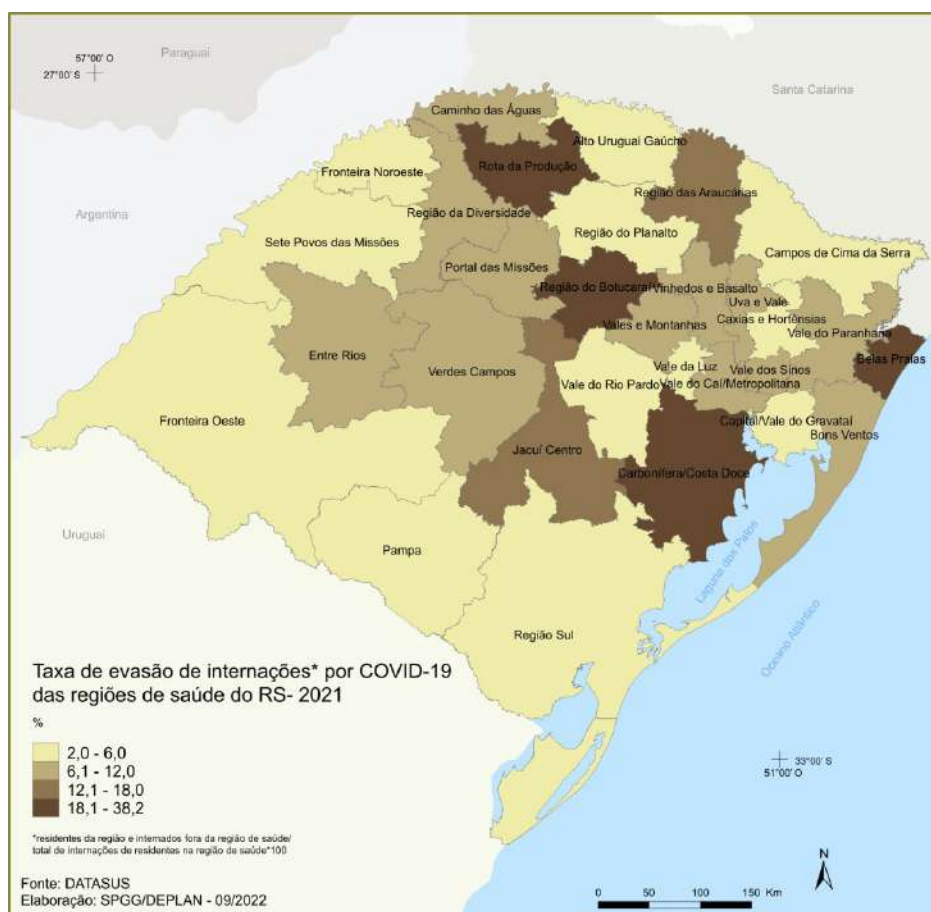 Paraguai
57°00' O
27°00' S
Santa Catarina
Caminho das Águas
Alto Uruguai Gaúcho
Rota da Produção
Fronteira Noroeste
Região das Araucárias
Argentina
Região da Diversidade
Região do Planalto
Sete Povos das Missões
Campos de Cima da Serra
Portal das Missões
Região do Botucaraí
Vinhedos e Basalto
Uva e Vale
Caxias e Hortênsias
Vales e Montanhas
Vale do Paranhana
Entre Rios
Belas Praias
Verdes Campos
Vale da Luz
Vale dos Sinos
Vale do Rio Pardo
Vale do Caí/Metropolitana
Fronteira Oeste
Capital/Vale do Gravataí
Bons Ventos
Jacuí Centro
Carbonífera/Costa Doce
Uruguai
Pampa
Laguna dos Patos
Região Sul
Oceano Atlântico
Taxa de evasão de internações* por COVID-19
das regiões de saúde do RS- 2021
%
2,0 - 6,0
6,1 - 12,0
12,1 - 18,0
18,1 - 38,2
33°00' S
51°00' O
*residentes da região e internados fora da região de saúde/
total de internações de residentes na região de saúde*100
Fonte: DATASUS
Elaboração: SPGG/DEPLAN - 09/2022
N
0 50 100 150 Km